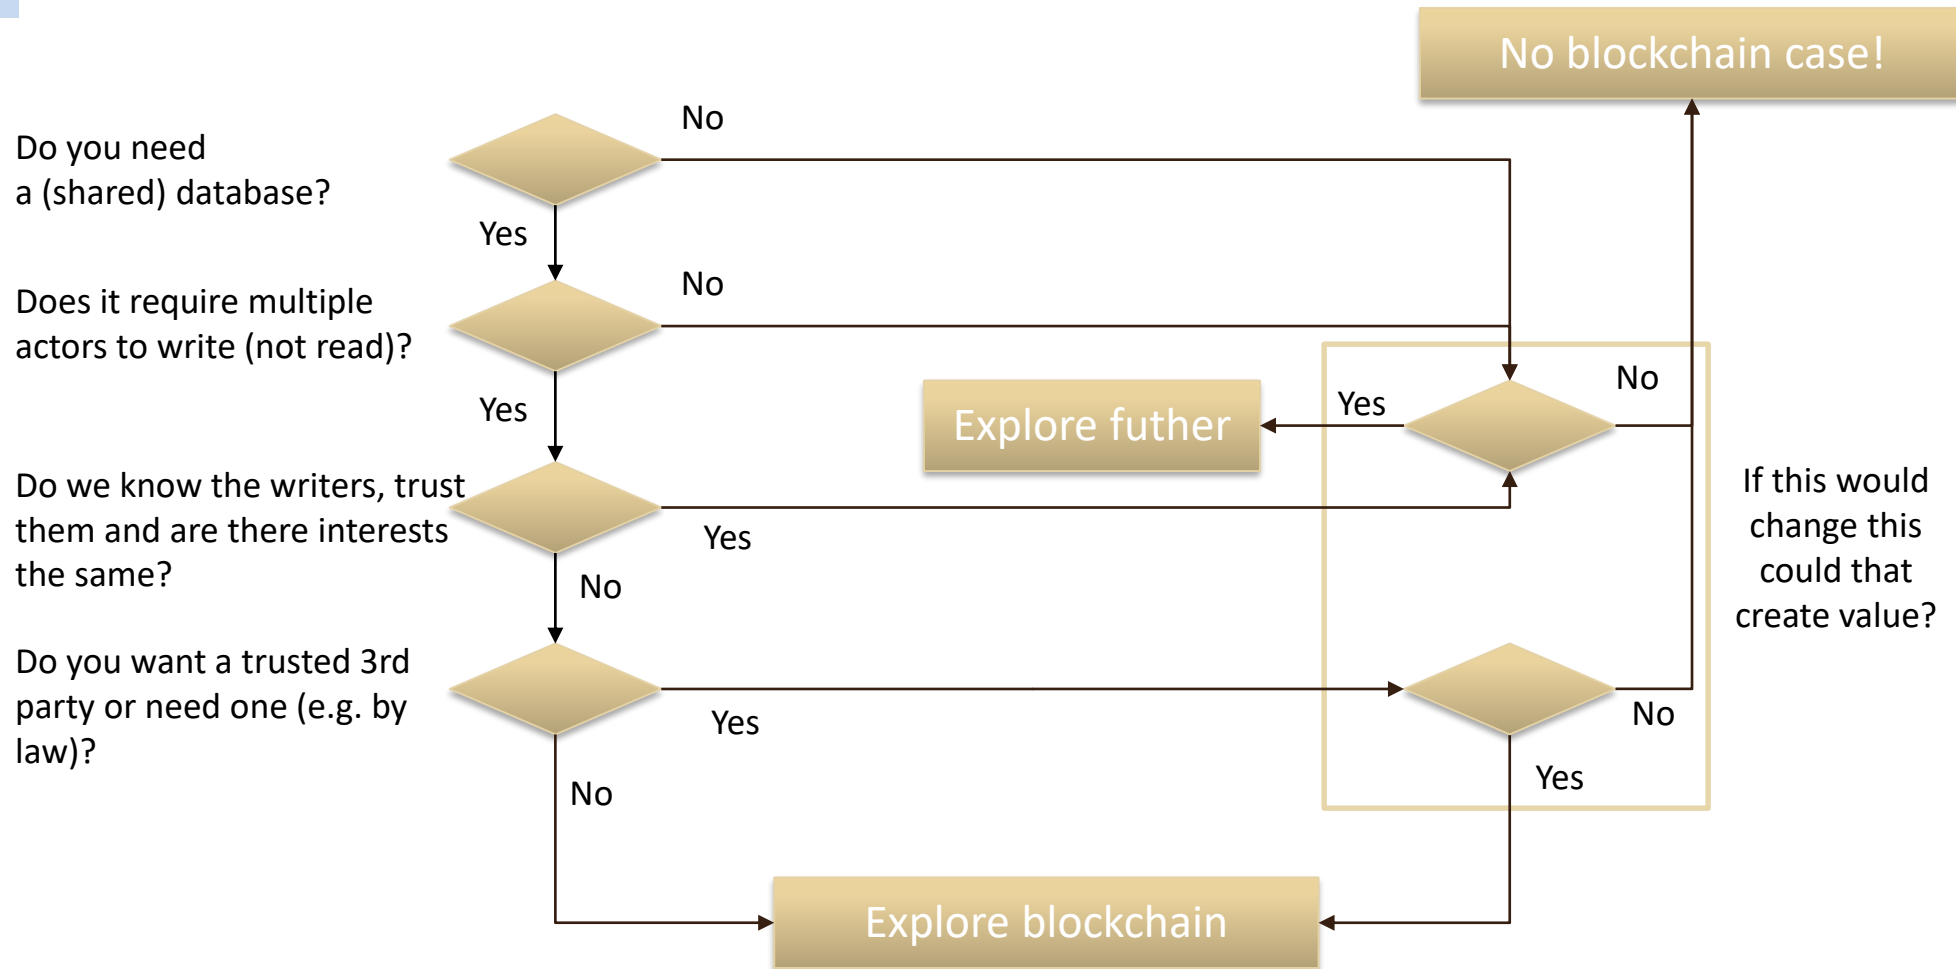 No blockchain case!
No
Do you need
a (shared) database?
Yes
No
Does it require multiple
actors to write (not read)?
Yes
Explore futher
Yes
No
Do we know the writers, trust
them and are there interests
the same?
Yes
No
If this would
change this
could that
create value?
Do you want a trusted 3rd
party or need one (e.g. by
law)?
Yes
No
No
Yes
Explore blockchain